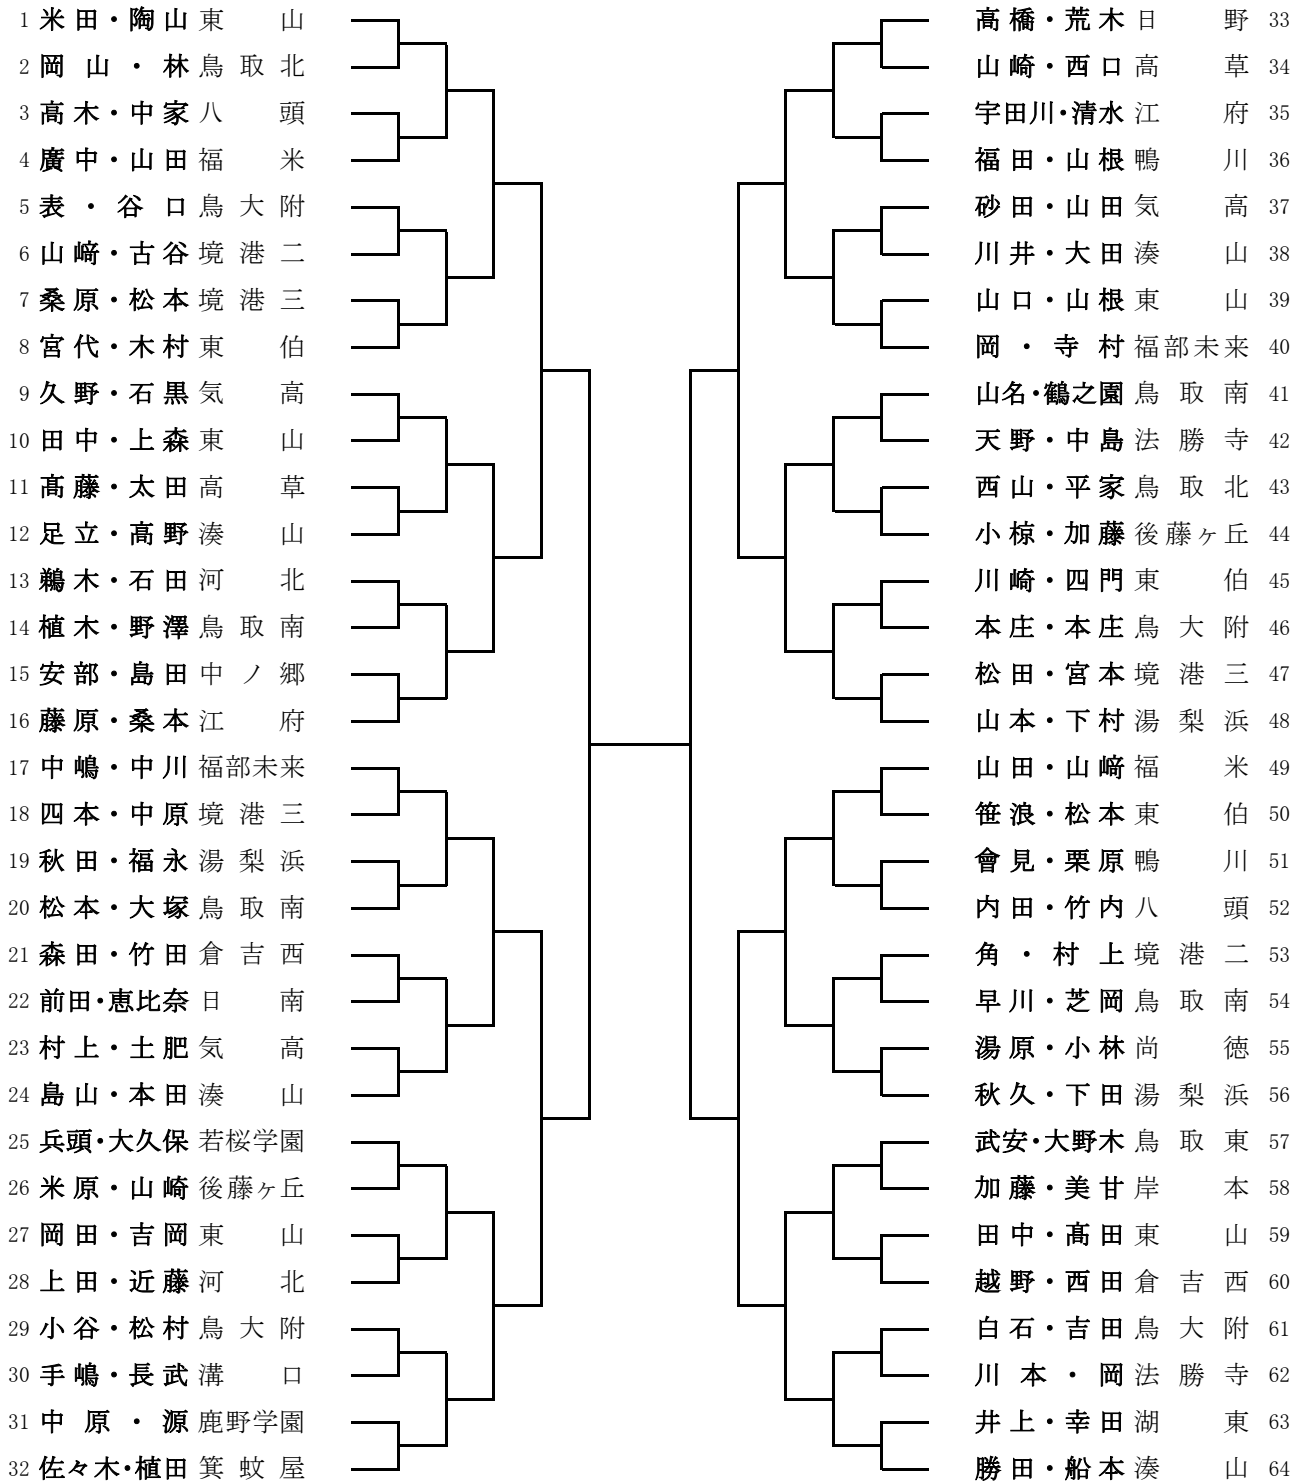 1 米田・陶山 東山
2 岡山・林 鳥取北
3 高木・中家 八頭
4 廣中・山田 福米
5 表・谷口 鳥大附
6 山﨑・古谷 境港二
7 桑原・松本 境港三
8 宮代・木村 東伯
9 久野・石黒 気高
10 田中・上森 東山
11 髙藤・太田 高草
12 足立・高野 湊山
13 鵜木・石田 河北
14 植木・野澤 鳥取南
15 安部・島田 中ノ郷
16 藤原・桑本 江府
17 中嶋・中川 福部未来
18 四本・中原 境港三
19 秋田・福永 湯梨浜
20 松本・大塚 鳥取南
21 森田・竹田 倉吉西
22 前田・恵比奈 日南
23 村上・土肥 気高
24 島山・本田 湊山
25 兵頭・大久保 若桜学園
26 米原・山崎 後藤ヶ丘
27 岡田・吉岡 東山
28 上田・近藤 河北
29 小谷・松村 鳥大附
30 手嶋・長武 溝口
31 中原・源 鹿野学園
32 佐々木・植田 箕蚊屋
高橋・荒木 日野 33
山崎・西口 高草 34
宇田川・清水 江府 35
福田・山根 鴨川 36
砂田・山田 気高 37
川井・大田 湊山 38
山口・山根 東山 39
岡・寺村 福部未来 40
山名・鶴之園 鳥取南 41
天野・中島 法勝寺 42
西山・平家 鳥取北 43
小椋・加藤 後藤ヶ丘 44
川崎・四門 東伯 45
本庄・本庄 鳥大附 46
松田・宮本 境港三 47
山本・下村 湯梨浜 48
山田・山﨑 福米 49
笹浪・松本 東伯 50
會見・栗原 鴨川 51
内田・竹内 八頭 52
角・村上 境港二 53
早川・芝岡 鳥取南 54
湯原・小林 尚徳 55
秋久・下田 湯梨浜 56
武安・大野木 鳥取東 57
加藤・美甘 岸本 58
田中・髙田 東山 59
越野・西田 倉吉西 60
白石・吉田 鳥大附 61
川本・岡 法勝寺 62
井上・幸田 湖東 63
勝田・船本 湊山 64